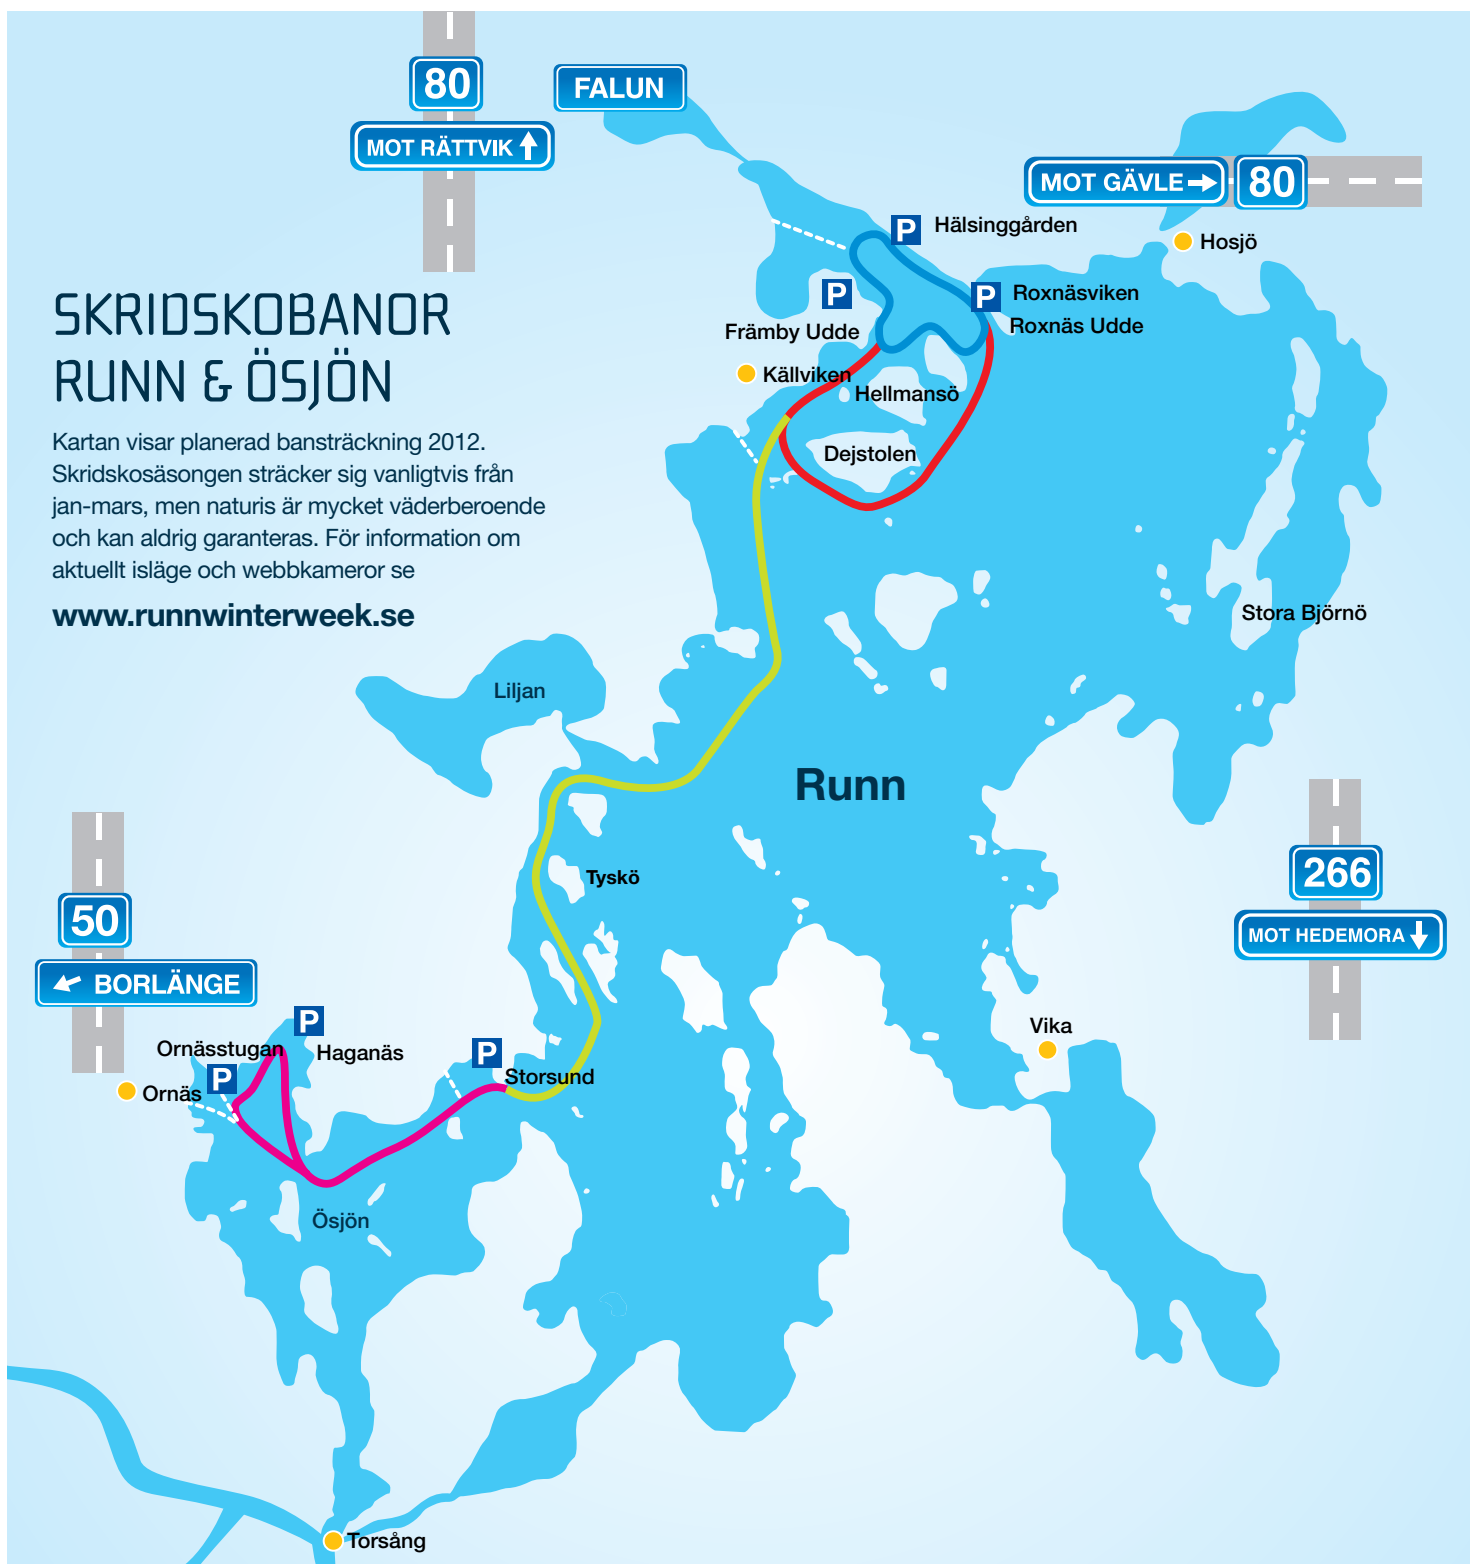 80
MOT RÄTTVIK
FALUN
MOT GÄVLE
80
P
Hälsinggården
Hosjö
P
P
Roxnäsviken
Främby Udde
Roxnäs Udde
Källviken
Hellmansö
Dejstolen
SKRIDSKOBANOR
RUNN & ÖSJÖN
Kartan visar planerad bansträckning 2012.
Skridskosäsongen sträcker sig vanligtvis från
jan-mars, men naturis är mycket väderberoende
och kan aldrig garanteras. För information om
aktuellt isläge och webbkameror se
www.runnwinterweek.se
Stora Björnö
Liljan
Runn
Tyskö
266
MOT HEDEMORA
50
BORLÄNGE
P
Ornässtugan
Haganäs
P
Storsund
P
Ornäs
Vika
Ösjön
Torsång